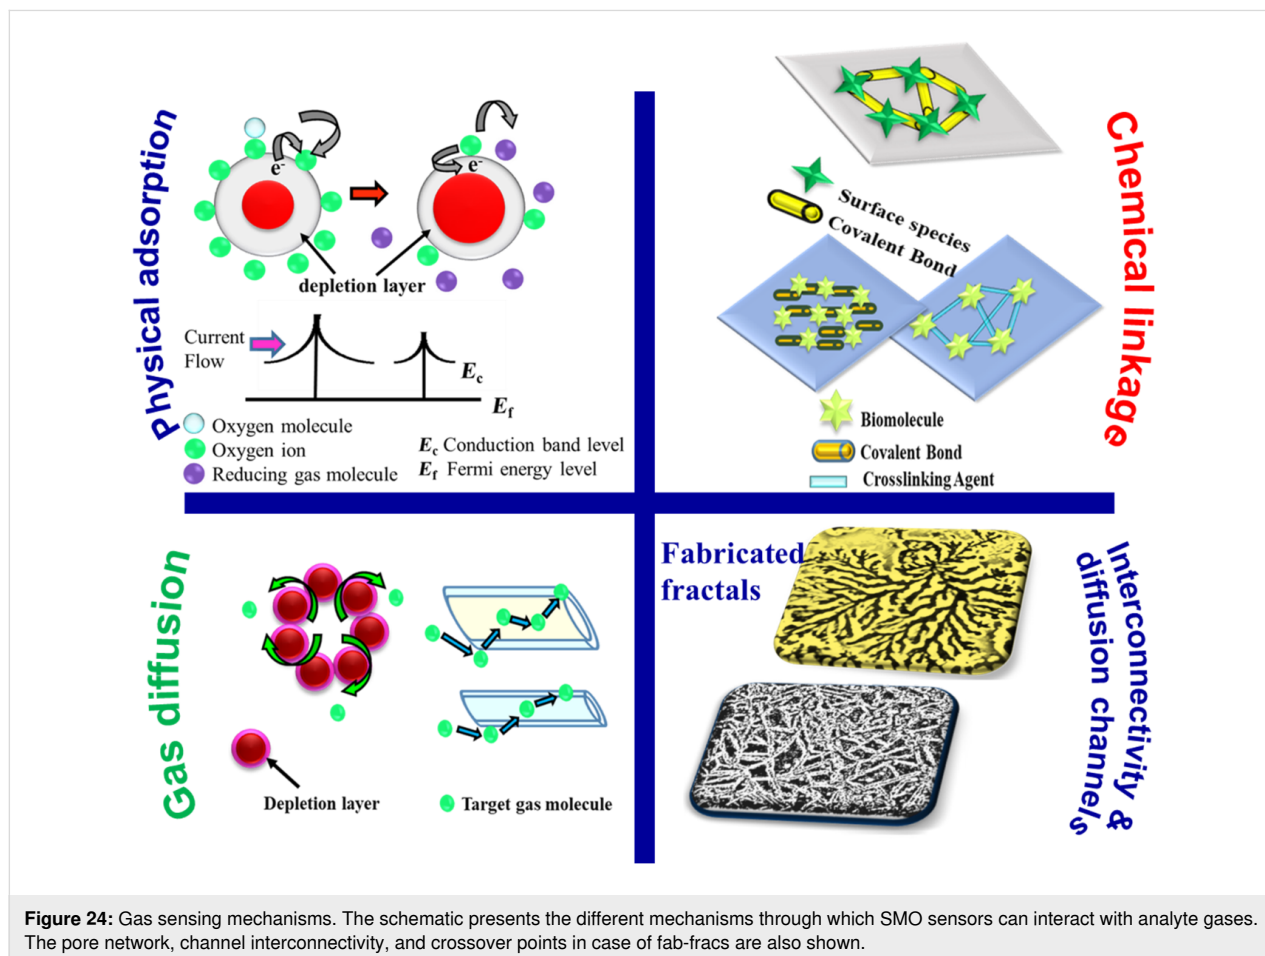 Physical adsorption
e-
e-
depletion layer
Current
Flow
Ec
Ef
Oxygen molecule
Oxygen ion
Reducing gas molecule
Ec Conduction band level
Ef Fermi energy level
Chemical linkage
Surface species
Covalent Bond
Biomolecule
Covalent Bond
Crosslinking Agent
Gas diffusion
Depletion layer
Target gas molecule
Fabricated
fractals
Interconnectivity &
diffusion channels
Figure 24: Gas sensing mechanisms. The schematic presents the different mechanisms through which SMO sensors can interact with analyte gases.
The pore network, channel interconnectivity, and crossover points in case of fab-fracs are also shown.